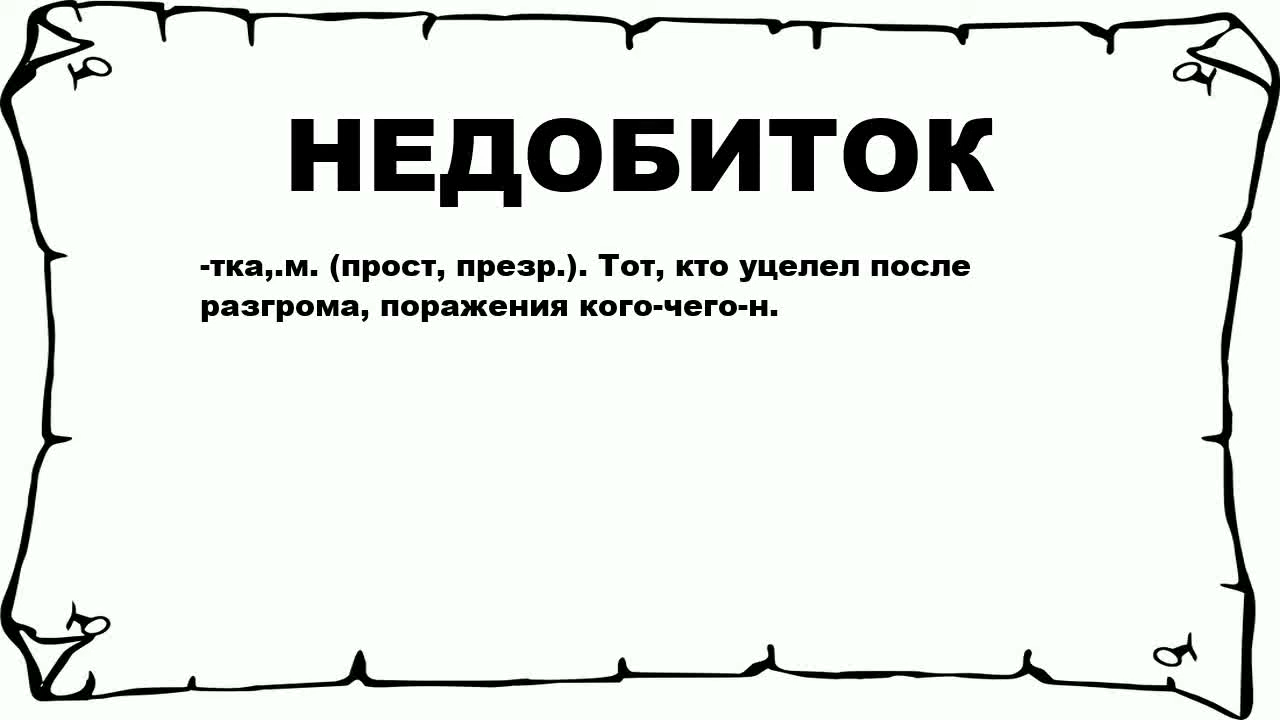 НЕДОБИТОК
-тка,.м. (прост, презр.). Тот, кто уцелел после
разгрома, поражения кого-чего-н.